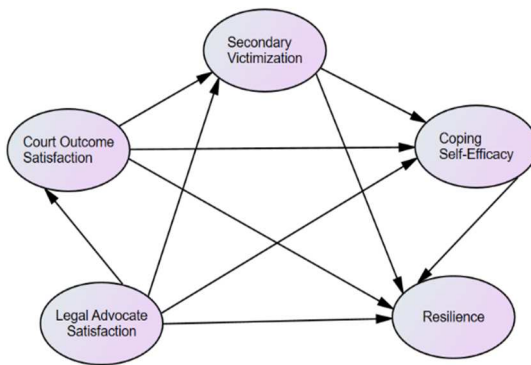 Secondary
Victimization
Court Outcome
Satisfaction
Coping
Self-Efficacy
Legal Advocate
Satisfaction
Resilience